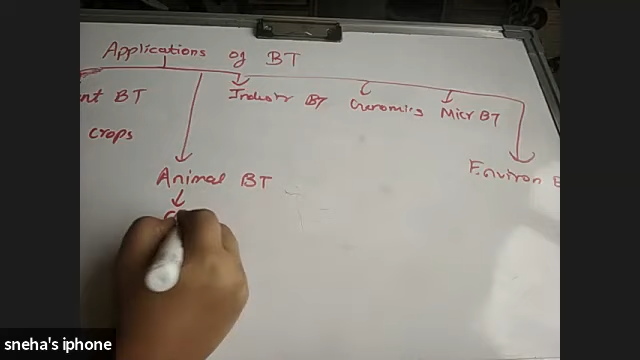 Applications of BT
nt BT
crops
Industr BT
Genomics
Micr BT
Environ B
Animal BT
sneha's iphone